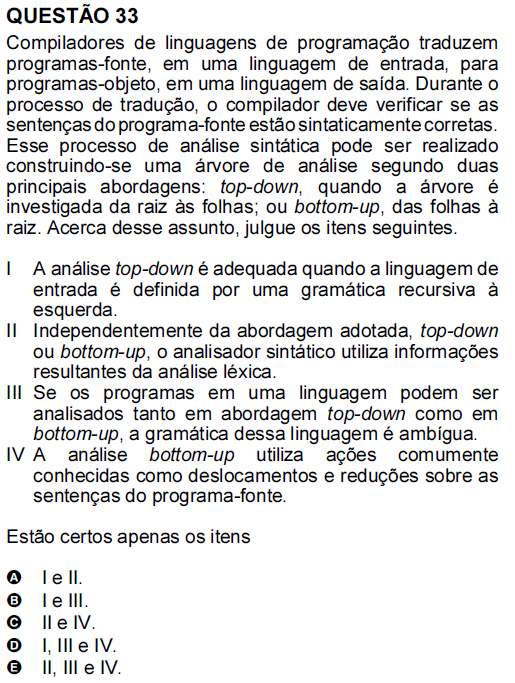 QUESTÃO 33
Compiladores de linguagens de programação traduzem
programas-fonte, em uma linguagem de entrada, para
programas-objeto, em uma linguagem de saída. Durante o
processo de tradução, o compilador deve verificar se as
sentenças do programa-fonte estão sintaticamente corretas.
Esse processo de análise sintática pode ser realizado
construindo-se uma árvore de análise segundo duas
principais abordagens: top-down, quando a árvore é
investigada da raiz às folhas; ou bottom-up, das folhas à
raiz. Acerca desse assunto, julgue os itens seguintes.
I A análise top-down é adequada quando a linguagem de
entrada é definida por uma gramática recursiva à
esquerda.
II Independentemente da abordagem adotada, top-down
ou bottom-up, o analisador sintático utiliza informações
resultantes da análise léxica.
III Se os programas em uma linguagem podem ser
analisados tanto em abordagem top-down como em
bottom-up, a gramática dessa linguagem é ambígua.
IV A análise bottom-up utiliza ações comumente
conhecidas como deslocamentos e reduções sobre as
sentenças do programa-fonte.
Estão certos apenas os itens
A I e II.
B I e III.
C II e IV.
D I, III e IV.
E II, III e IV.